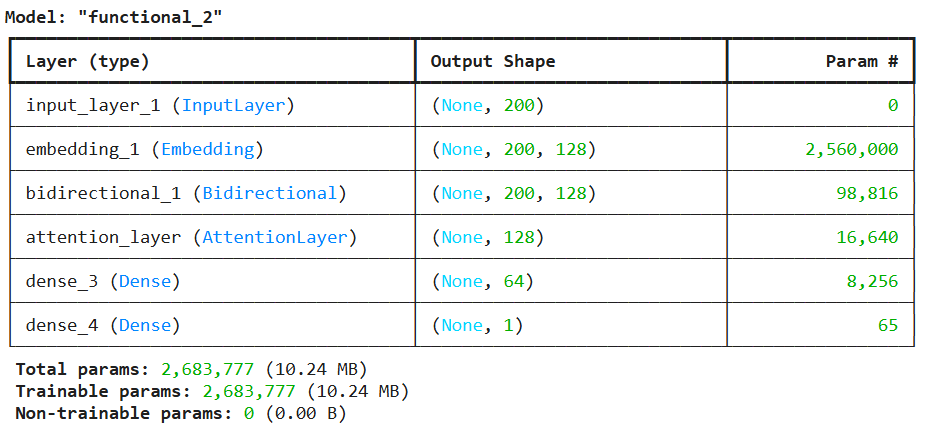 Model: "functional_2"
Layer (type) Output Shape Param #
input_layer_1 (InputLayer) (None, 200) 0
embedding_1 (Embedding) (None, 200, 128) 2,560,000
bidirectional_1 (Bidirectional) (None, 200, 128) 98,816
attention_layer (AttentionLayer) (None, 128) 16,640
dense_3 (Dense) (None, 64) 8,256
dense_4 (Dense) (None, 1) 65
Total params: 2,683,777 (10.24 MB)
Trainable params: 2,683,777 (10.24 MB)
Non-trainable params: 0 (0.00 B)